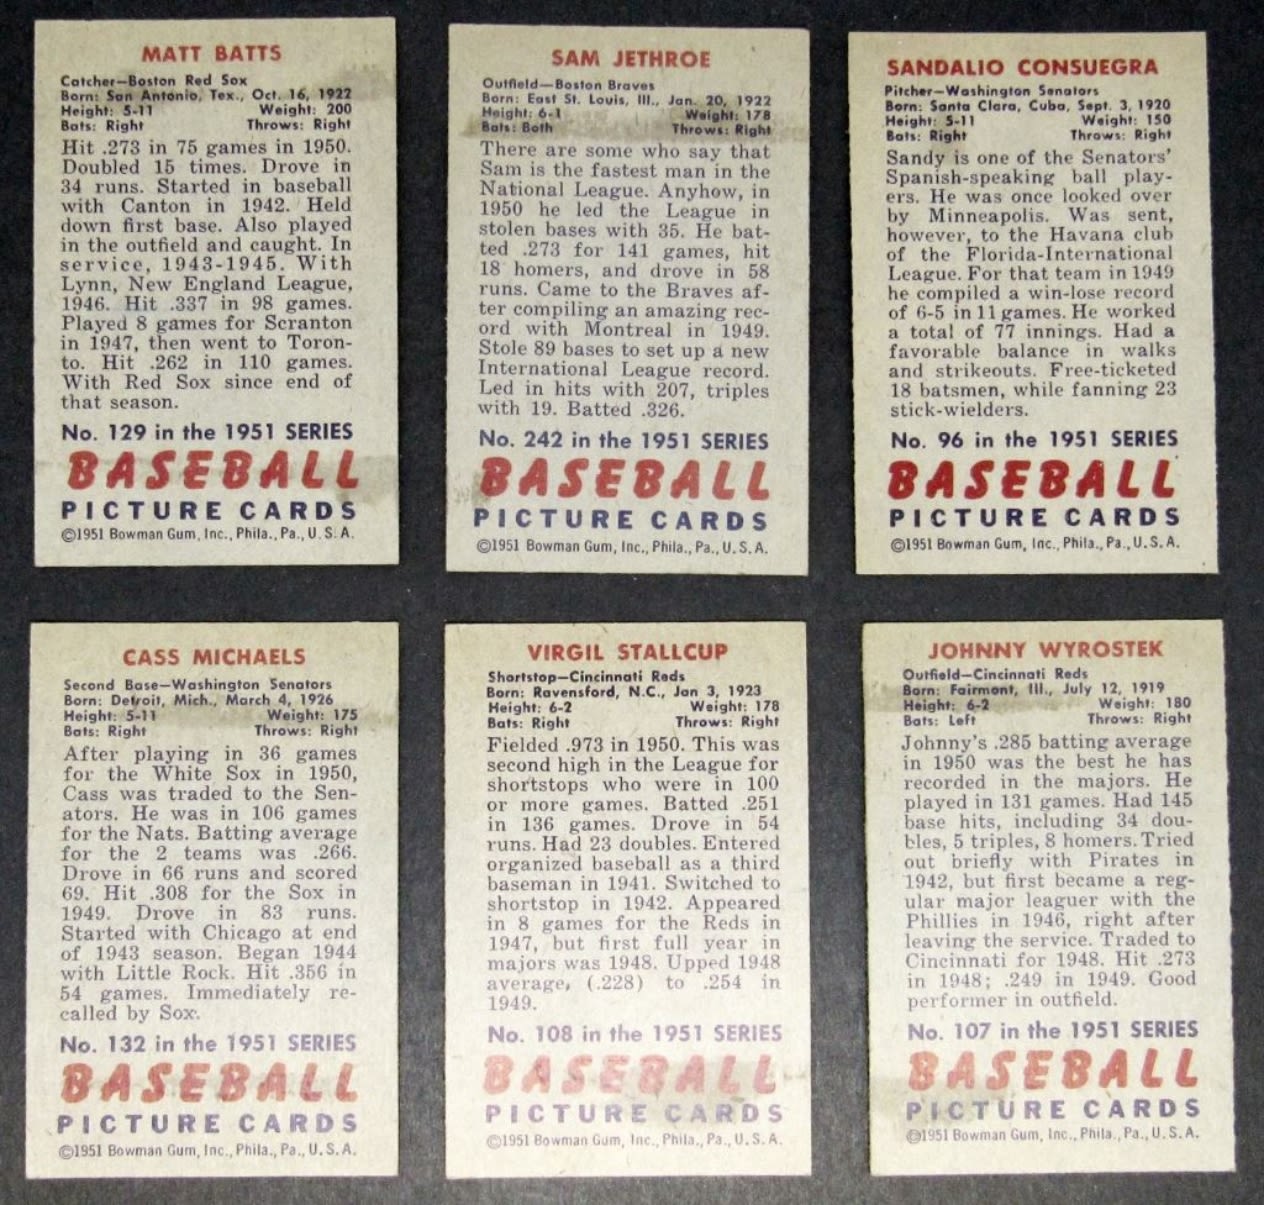 MATT BATTS
Catcher—Boston Red Sox
Born: San Antonio, Tex., Oct. 16, 1922
Height: 5-11 Weight: 200
Bats: Right Throws: Right
Hit .273 in 75 games in 1950.
Doubled 15 times. Drove in
34 runs. Started in baseball
with Canton in 1942. Held
down first base. Also played
in the outfield and caught. In
service, 1943-1945. With
Lynn, New England League,
1946. Hit .337 in 98 games.
Played 8 games for Scranton
in 1947, then went to Toron-
to. Hit .262 in 110 games.
With Red Sox since end of
that season.
No. 129 in the 1951 SERIES
BASEBALL
PICTURE CARDS
©1951 Bowman Gum, Inc., Phila., Pa., U.S.A.
SAM JETHROE
Outfield—Boston Braves
Born: East St. Louis, Ill., Jan. 20, 1922
Height: 6-1 Weight: 178
Bats: Both Throws: Right
There are some who say that
Sam is the fastest man in the
National League. Anyhow, in
1950 he led the League in
stolen bases with 35. He bat-
ted .273 for 141 games, hit
18 homers, and drove in 58
runs. Came to the Braves af-
ter compiling an amazing rec-
ord with Montreal in 1949.
Stole 89 bases to set up a new
International League record.
Led in hits with 207, triples
with 19. Batted .326.
No. 242 in the 1951 SERIES
BASEBALL
PICTURE CARDS
©1951 Bowman Gum, Inc., Phila., Pa., U.S.A.
SANDALIO CONSUEGRA
Pitcher—Washington Senators
Born: Santa Clara, Cuba, Sept. 3, 1920
Height: 5-11 Weight: 150
Bats: Right Throws: Right
Sandy is one of the Senators'
Spanish-speaking ball play-
ers. He was once looked over
by Minneapolis. Was sent,
however, to the Havana club
of the Florida-International
League. For that team in 1949
he compiled a win-lose record
of 6-5 in 11 games. He worked
a total of 77 innings. Had a
favorable balance in walks
and strikeouts. Free-ticketed
18 batsmen, while fanning 23
stick-wielders.
No. 96 in the 1951 SERIES
BASEBALL
PICTURE CARDS
©1951 Bowman Gum, Inc., Phila., Pa., U.S.A.
CASS MICHAELS
Second Base—Washington Senators
Born: Detroit, Mich., March 4, 1926
Height: 5-11 Weight: 175
Bats: Right Throws: Right
After playing in 36 games
for the White Sox in 1950,
Cass was traded to the Sen-
ators. He was in 106 games
for the Nats. Batting average
for the 2 teams was .266.
Drove in 66 runs and scored
69. Hit .308 for the Sox in
1949. Drove in 83 runs.
Started with Chicago at end
of 1943 season. Began 1944
with Little Rock. Hit .356 in
54 games. Immediately re-
called by Sox.
No. 132 in the 1951 SERIES
BASEBALL
PICTURE CARDS
©1951 Bowman Gum, Inc., Phila., Pa., U.S.A.
VIRGIL STALLCUP
Shortstop—Cincinnati Reds
Born: Ravensford, N.C., Jan 3, 1923
Height: 6-2 Weight: 178
Bats: Right Throws: Right
Fielded .973 in 1950. This was
second high in the League for
shortstops who were in 100
or more games. Batted .251
in 136 games. Drove in 54
runs. Had 23 doubles. Entered
organized baseball as a third
baseman in 1941. Switched to
shortstop in 1942. Appeared
in 8 games for the Reds in
1947, but first full year in
majors was 1948. Upped 1948
average, (.228) to .254 in
1949.
No. 108 in the 1951 SERIES
BASEBALL
PICTURE CARDS
©1951 Bowman Gum, Inc., Phila., Pa., U.S.A.
JOHNNY WYROSTEK
Outfield—Cincinnati Reds
Born: Fairmont, Ill., July 12, 1919
Height: 6-2 Weight: 180
Bats: Left Throws: Right
Johnny's .285 batting average
in 1950 was the best he has
recorded in the majors. He
played in 131 games. Had 145
base hits, including 34 dou-
bles, 5 triples, 8 homers. Tried
out briefly with Pirates in
1942, but first became a reg-
ular major leaguer with the
Phillies in 1946, right after
leaving the service. Traded to
Cincinnati for 1948. Hit .273
in 1948; .249 in 1949. Good
performer in outfield.
No. 107 in the 1951 SERIES
BASEBALL
PICTURE CARDS
©1951 Bowman Gum, Inc., Phila., Pa., U.S.A.